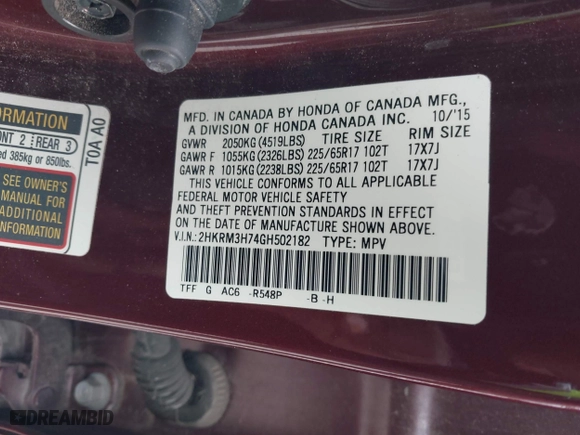 ORMATION
ONT 2 REAR 3
ed 385kg or 850lbs.
SEE OWNER'S
MANUAL FOR
ADDITIONAL
NFORMATION
TOA A0
MFD. IN CANADA BY HONDA OF CANADA MFG.,
A DIVISION OF HONDA CANADA INC. 10/'15
GVWR 2050KG (4519LBS) TIRE SIZE RIM SIZE
GAWR F 1055KG (2326LBS) 225/65R17 102T 17X7J
GAWR R 1015KG (2238LBS) 225/65R17 102T 17X7J
THIS VEHICLE CONFORMS TO ALL APPLICABLE
FEDERAL MOTOR VEHICLE SAFETY
AND THEFT PREVENTION STANDARDS IN EFFECT
ON THE DATE OF MANUFACTURE SHOWN ABOVE.
V.I.N.: 2HKRM3H74GH502182 TYPE: MPV
TFF G AC6 -R548P -B -H
DREAMBID